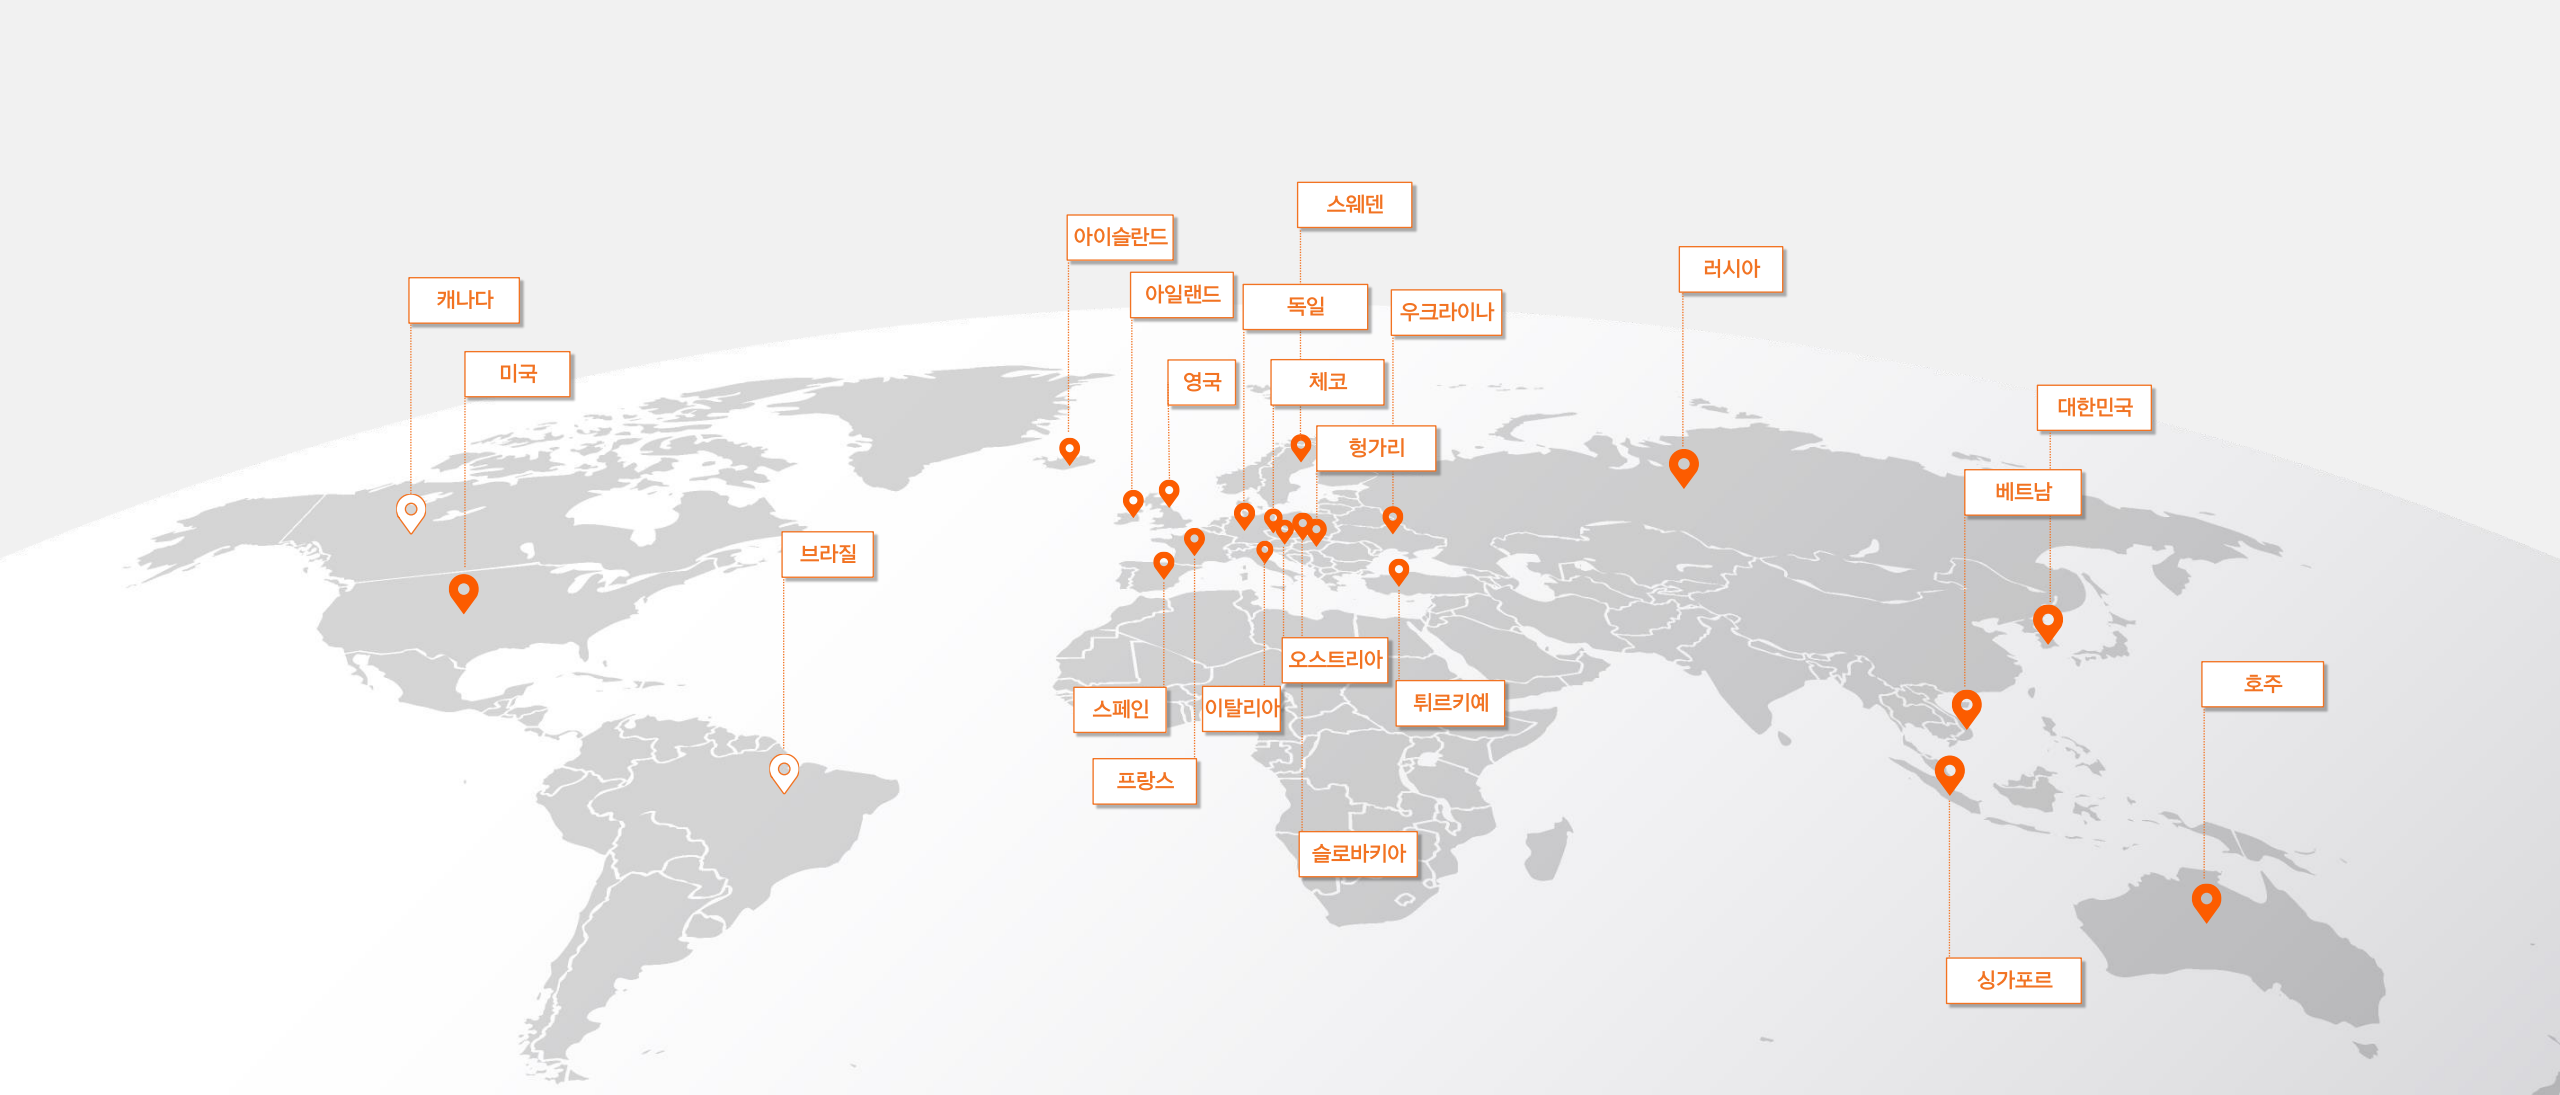 스웨덴
아이슬란드
러시아
아일랜드
캐나다
독일
우크라이나
미국
영국
체코
대한민국
헝가리
베트남
브라질
오스트리아
호주
스페인
이탈리아
튀르키예
프랑스
슬로바키아
싱가포르